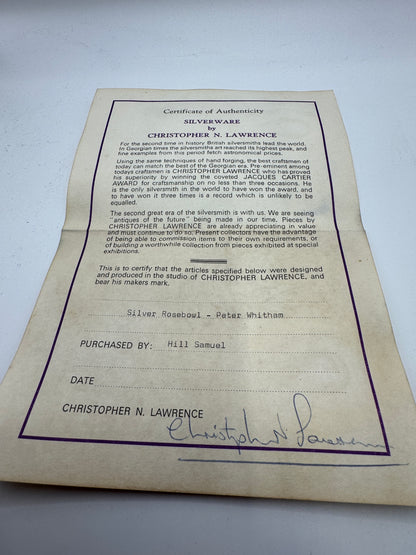 Certificate of Authenticity
SILVERWARE
by
CHRISTOPHER N. LAWRENCE
For the second time in history British silversmiths lead the world.
In Georgian times the silversmiths art reached its highest peak, and
fine examples from this period fetch astronomical prices.
Using the same techniques of hand forging, the best craftsmen of
today can match the best of the Georgian era. Pre-eminent among
todays craftsmen is CHRISTOPHER LAWRENCE who has proved
his superiority by winning the coveted JACQUES CARTIER
AWARD for craftsmanship on no less than three occasions. He
is the only silversmith in the world to have won the award, and
to have won it three times is a record which is unlikely to be
equalled.
The second great era of the silversmith is with us. We are seeing
"antiques of the future" being made in our time. Pieces by
CHRISTOPHER LAWRENCE are already appreciating in value
and must continue to do so. Present collectors have the advantage
of being able to commission items to their own requirements, or
of building a worthwhile collection from pieces exhibited at special
exhibitions.
This is to certify that the articles specified below were designed
and produced in the studio of CHRISTOPHER LAWRENCE, and
bear his makers mark.
Silver Rosebowl - Peter Whitham
PURCHASED BY: Hill Samuel
DATE
CHRISTOPHER N. LAWRENCE
Christopher N. Lawrence